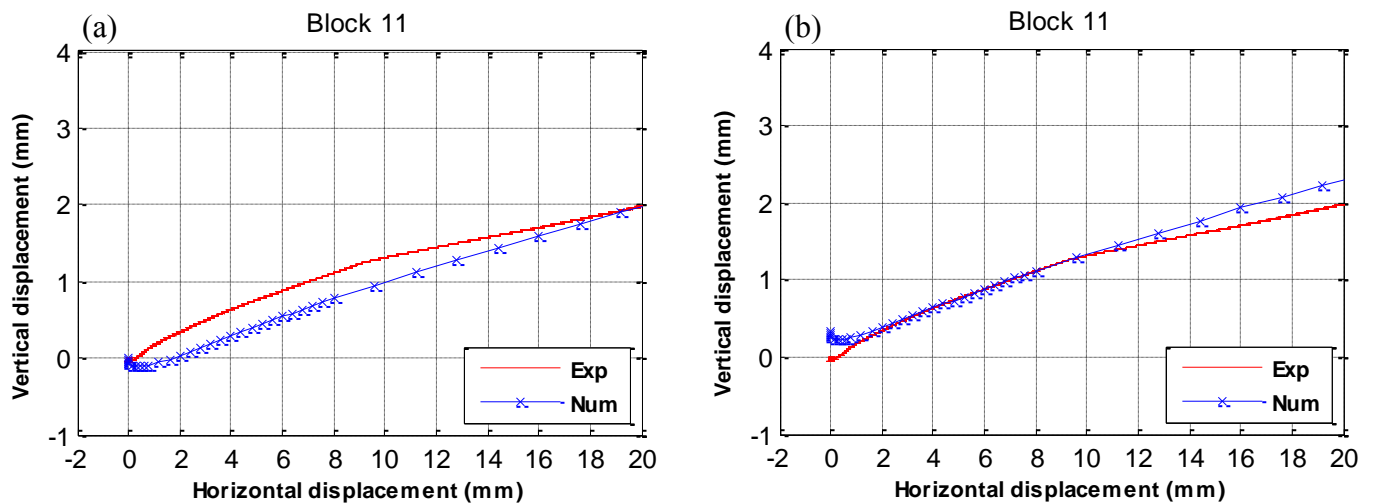 (a)
Block 11
4
3
2
1
0
-1
-2 0 2 4 6 8 10 12 14 16 18 20
Vertical displacement (mm)
Horizontal displacement (mm)
Exp
Num
(b)
Block 11
4
3
2
1
0
-1
-2 0 2 4 6 8 10 12 14 16 18 20
Vertical displacement (mm)
Horizontal displacement (mm)
Exp
Num